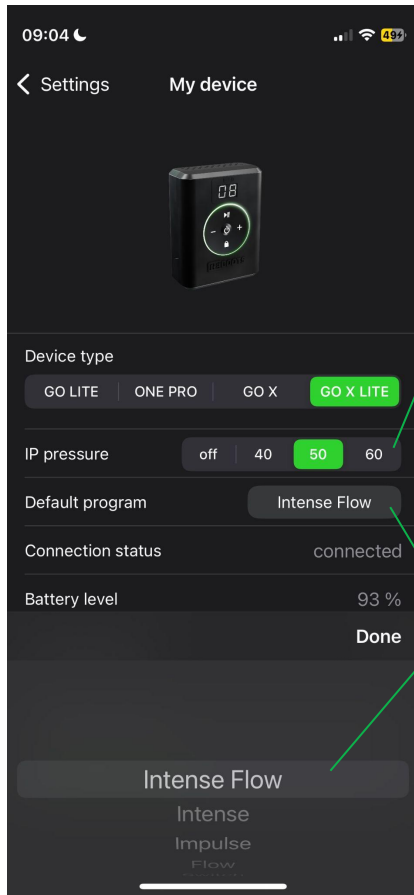 09:04
49
Settings My device
08
Device type
GO LITE ONE PRO GO X GO X LITE
IP pressure off 40 50 60
Default program Intense Flow
Connection status connected
Battery level 93 %
Done
Intense Flow
Intense
Impulse
Flow